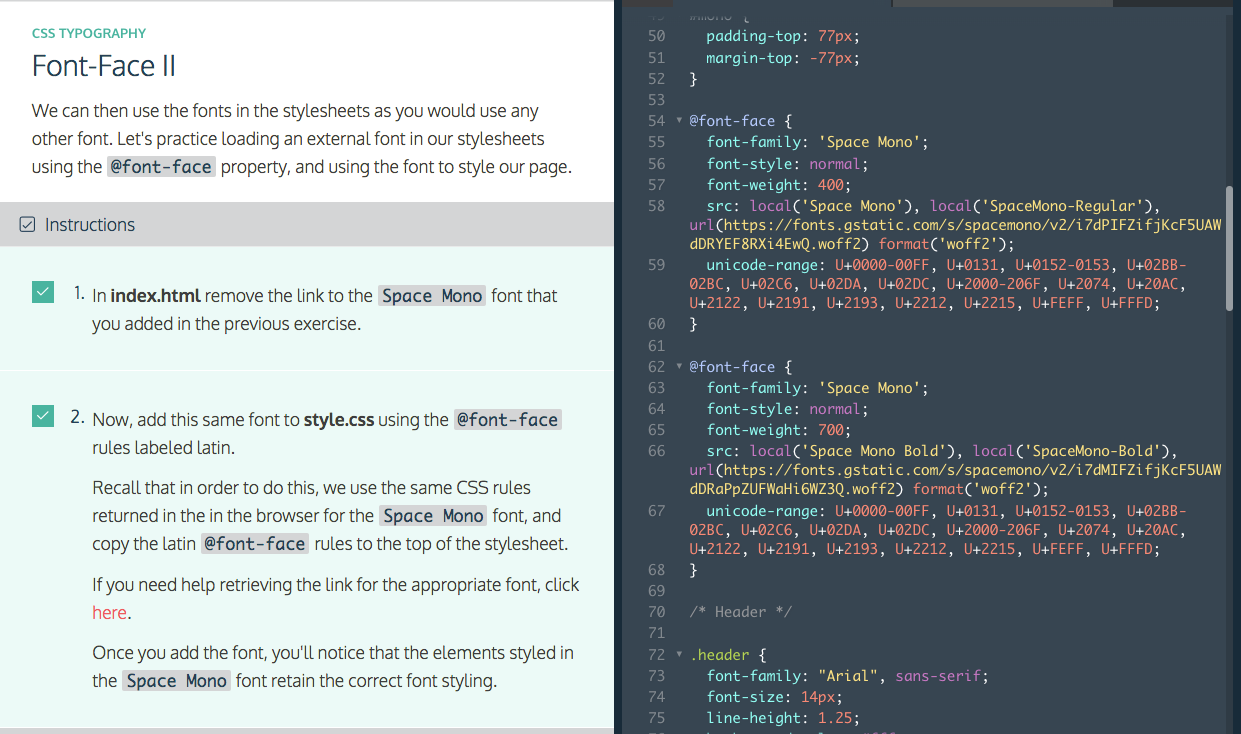 CSS TYPOGRAPHY
Font-Face II
We can then use the fonts in the stylesheets as you would use any
other font. Let's practice loading an external font in our stylesheets
using the @font-face property, and using the font to style our page.
Instructions
1. In index.html remove the link to the Space Mono font that
you added in the previous exercise.
2. Now, add this same font to style.css using the @font-face
rules labeled latin.
Recall that in order to do this, we use the same CSS rules
returned in the in the browser for the Space Mono font, and
copy the latin @font-face rules to the top of the stylesheet.
If you need help retrieving the link for the appropriate font, click
here.
Once you add the font, you'll notice that the elements styled in
the Space Mono font retain the correct font styling.
49 #mono {
50 padding-top: 77px;
51 margin-top: -77px;
52 }
53
54 @font-face {
55 font-family: 'Space Mono';
56 font-style: normal;
57 font-weight: 400;
58 src: local('Space Mono'), local('SpaceMono-Regular'),
url(https://fonts.gstatic.com/s/spacemono/v2/i7dPIFZifjKcF5UAW
dDRYEF8RXi4EwQ.woff2) format('woff2');
59 unicode-range: U+0000-00FF, U+0131, U+0152-0153, U+02BB-
02BC, U+02C6, U+02DA, U+02DC, U+2000-206F, U+2074, U+20AC,
U+2122, U+2191, U+2193, U+2212, U+2215, U+FEFF, U+FFFD;
60 }
61
62 @font-face {
63 font-family: 'Space Mono';
64 font-style: normal;
65 font-weight: 700;
66 src: local('Space Mono Bold'), local('SpaceMono-Bold'),
url(https://fonts.gstatic.com/s/spacemono/v2/i7dMIFZifjKcF5UAW
dDRaPpZUFWaHi6WZ3Q.woff2) format('woff2');
67 unicode-range: U+0000-00FF, U+0131, U+0152-0153, U+02BB-
02BC, U+02C6, U+02DA, U+02DC, U+2000-206F, U+2074, U+20AC,
U+2122, U+2191, U+2193, U+2212, U+2215, U+FEFF, U+FFFD;
68 }
69
70 /* Header */
71
72 .header {
73 font-family: "Arial", sans-serif;
74 font-size: 14px;
75 line-height: 1.25;